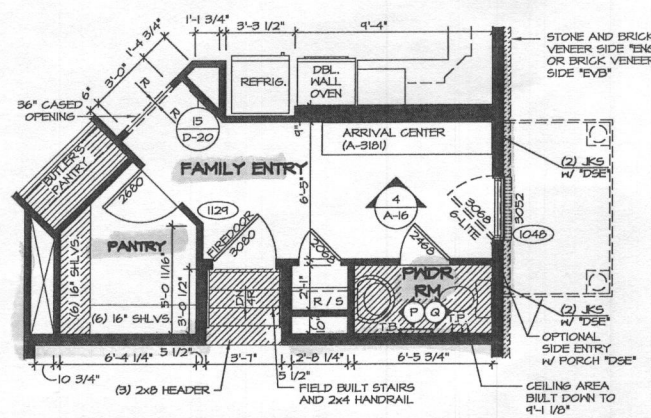 1'-1 3/4"
3'-3 1/2"
9'-4"
1'-4 3/4"
3'-0"
6"
36" CASED
OPENING
R
R
REFRIG.
DBL.
WALL
OVEN
STONE AND BRICK
VENEER SIDE "ENS
OR BRICK VENEER
SIDE "EVB"
15
D-20
9"
ARRIVAL CENTER
(A-3181)
BUTLER'S
PANTRY
FAMILY ENTRY
6'-5"
4
A-16
(2) JKS
W/ "DSE"
2680
1129
3068
6-LITE
3052
1048
PANTRY
FIREDOOR
3080
2068
2468
PWDR
RM
(6) 16" SHLVS.
5'-0 11/16"
3'-0 1/2"
DN
4R
2'-1"
R / S
P
Q
(6) 16" SHLVS.
10"
T.B.
T.P.
(2) JKS
W/ "DSE"
OPTIONAL
SIDE ENTRY
W/ PORCH "DSE"
6'-4 1/4"
5 1/2"
3'-7"
2'-8 1/4"
6'-5 3/4"
5 1/2"
10 3/4"
(3) 2x8 HEADER
FIELD BUILT STAIRS
AND 2x4 HANDRAIL
CEILING AREA
BIULT DOWN TO
9'-1 1/8"